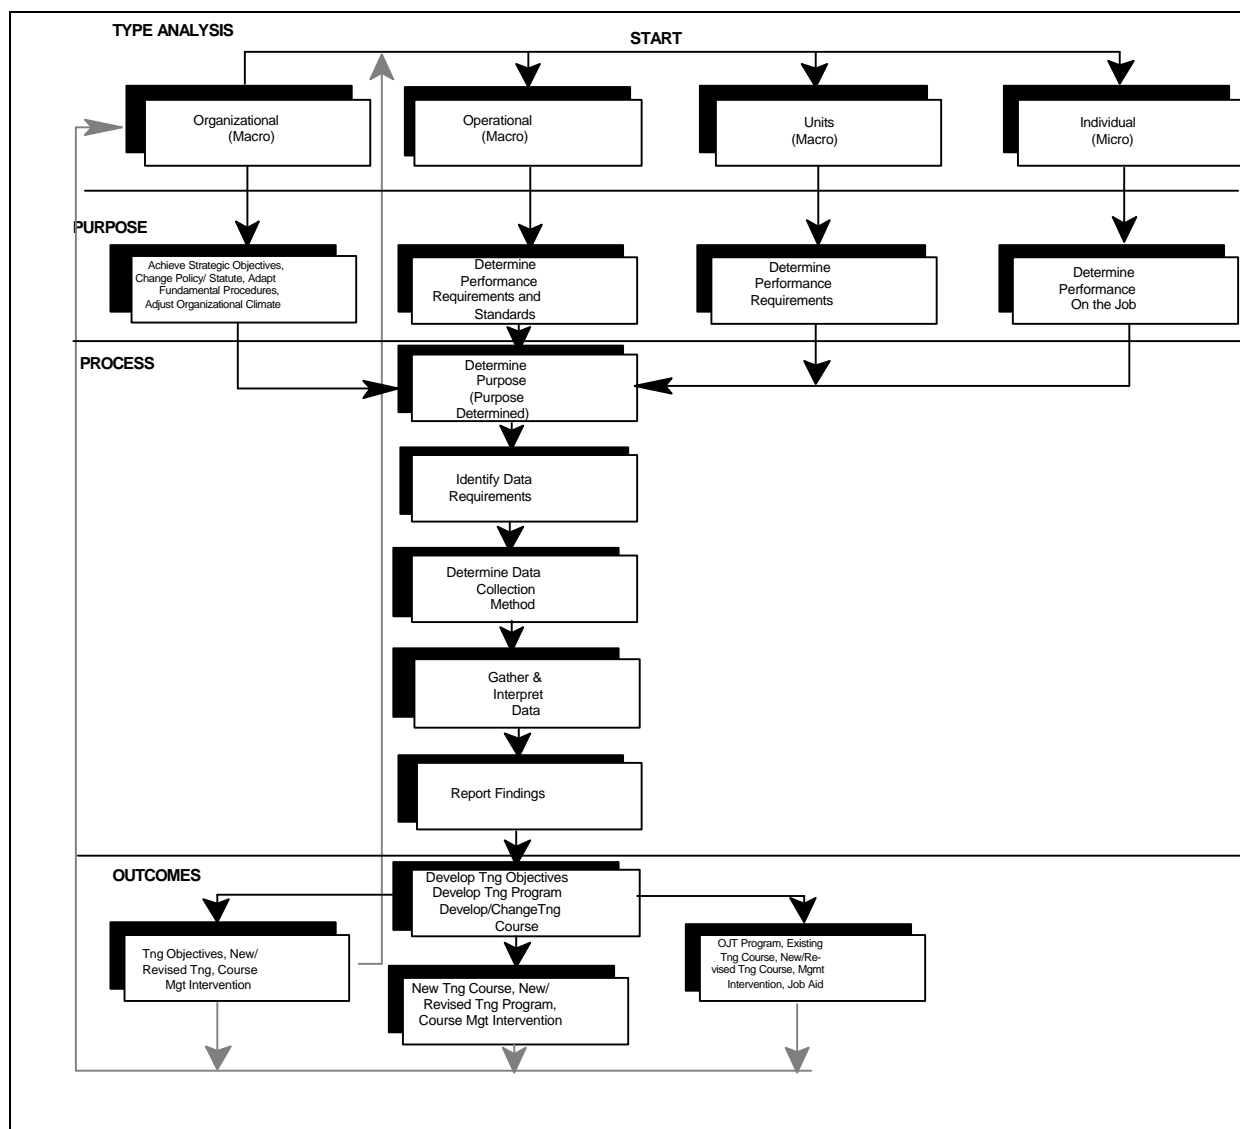 TYPE ANALYSIS
START
Organizational
(Macro)
Operational
(Macro)
Units
(Macro)
Individual
(Micro)
PURPOSE
Achieve Strategic Objectives,
Change Policy/ Statute, Adapt
Fundamental Procedures,
Adjust Organizational Climate
Determine
Performance
Requirements and
Standards
Determine
Performance
Requirements
Determine
Performance
On the Job
PROCESS
Determine
Purpose
(Purpose
Determined)
Identify Data
Requirements
Determine Data
Collection
Method
Gather &
Interpret
Data
Report Findings
OUTCOMES
Develop Tng Objectives
Develop Tng Program
Develop/ChangeTng
Course
Tng Objectives, New/
Revised Tng, Course
Mgt Intervention
New Tng Course, New/
Revised Tng Program,
Course Mgt Intervention
OJT Program, Existing
Tng Course, New/Re-
vised Tng Course, Mgmt
Intervention, Job Aid